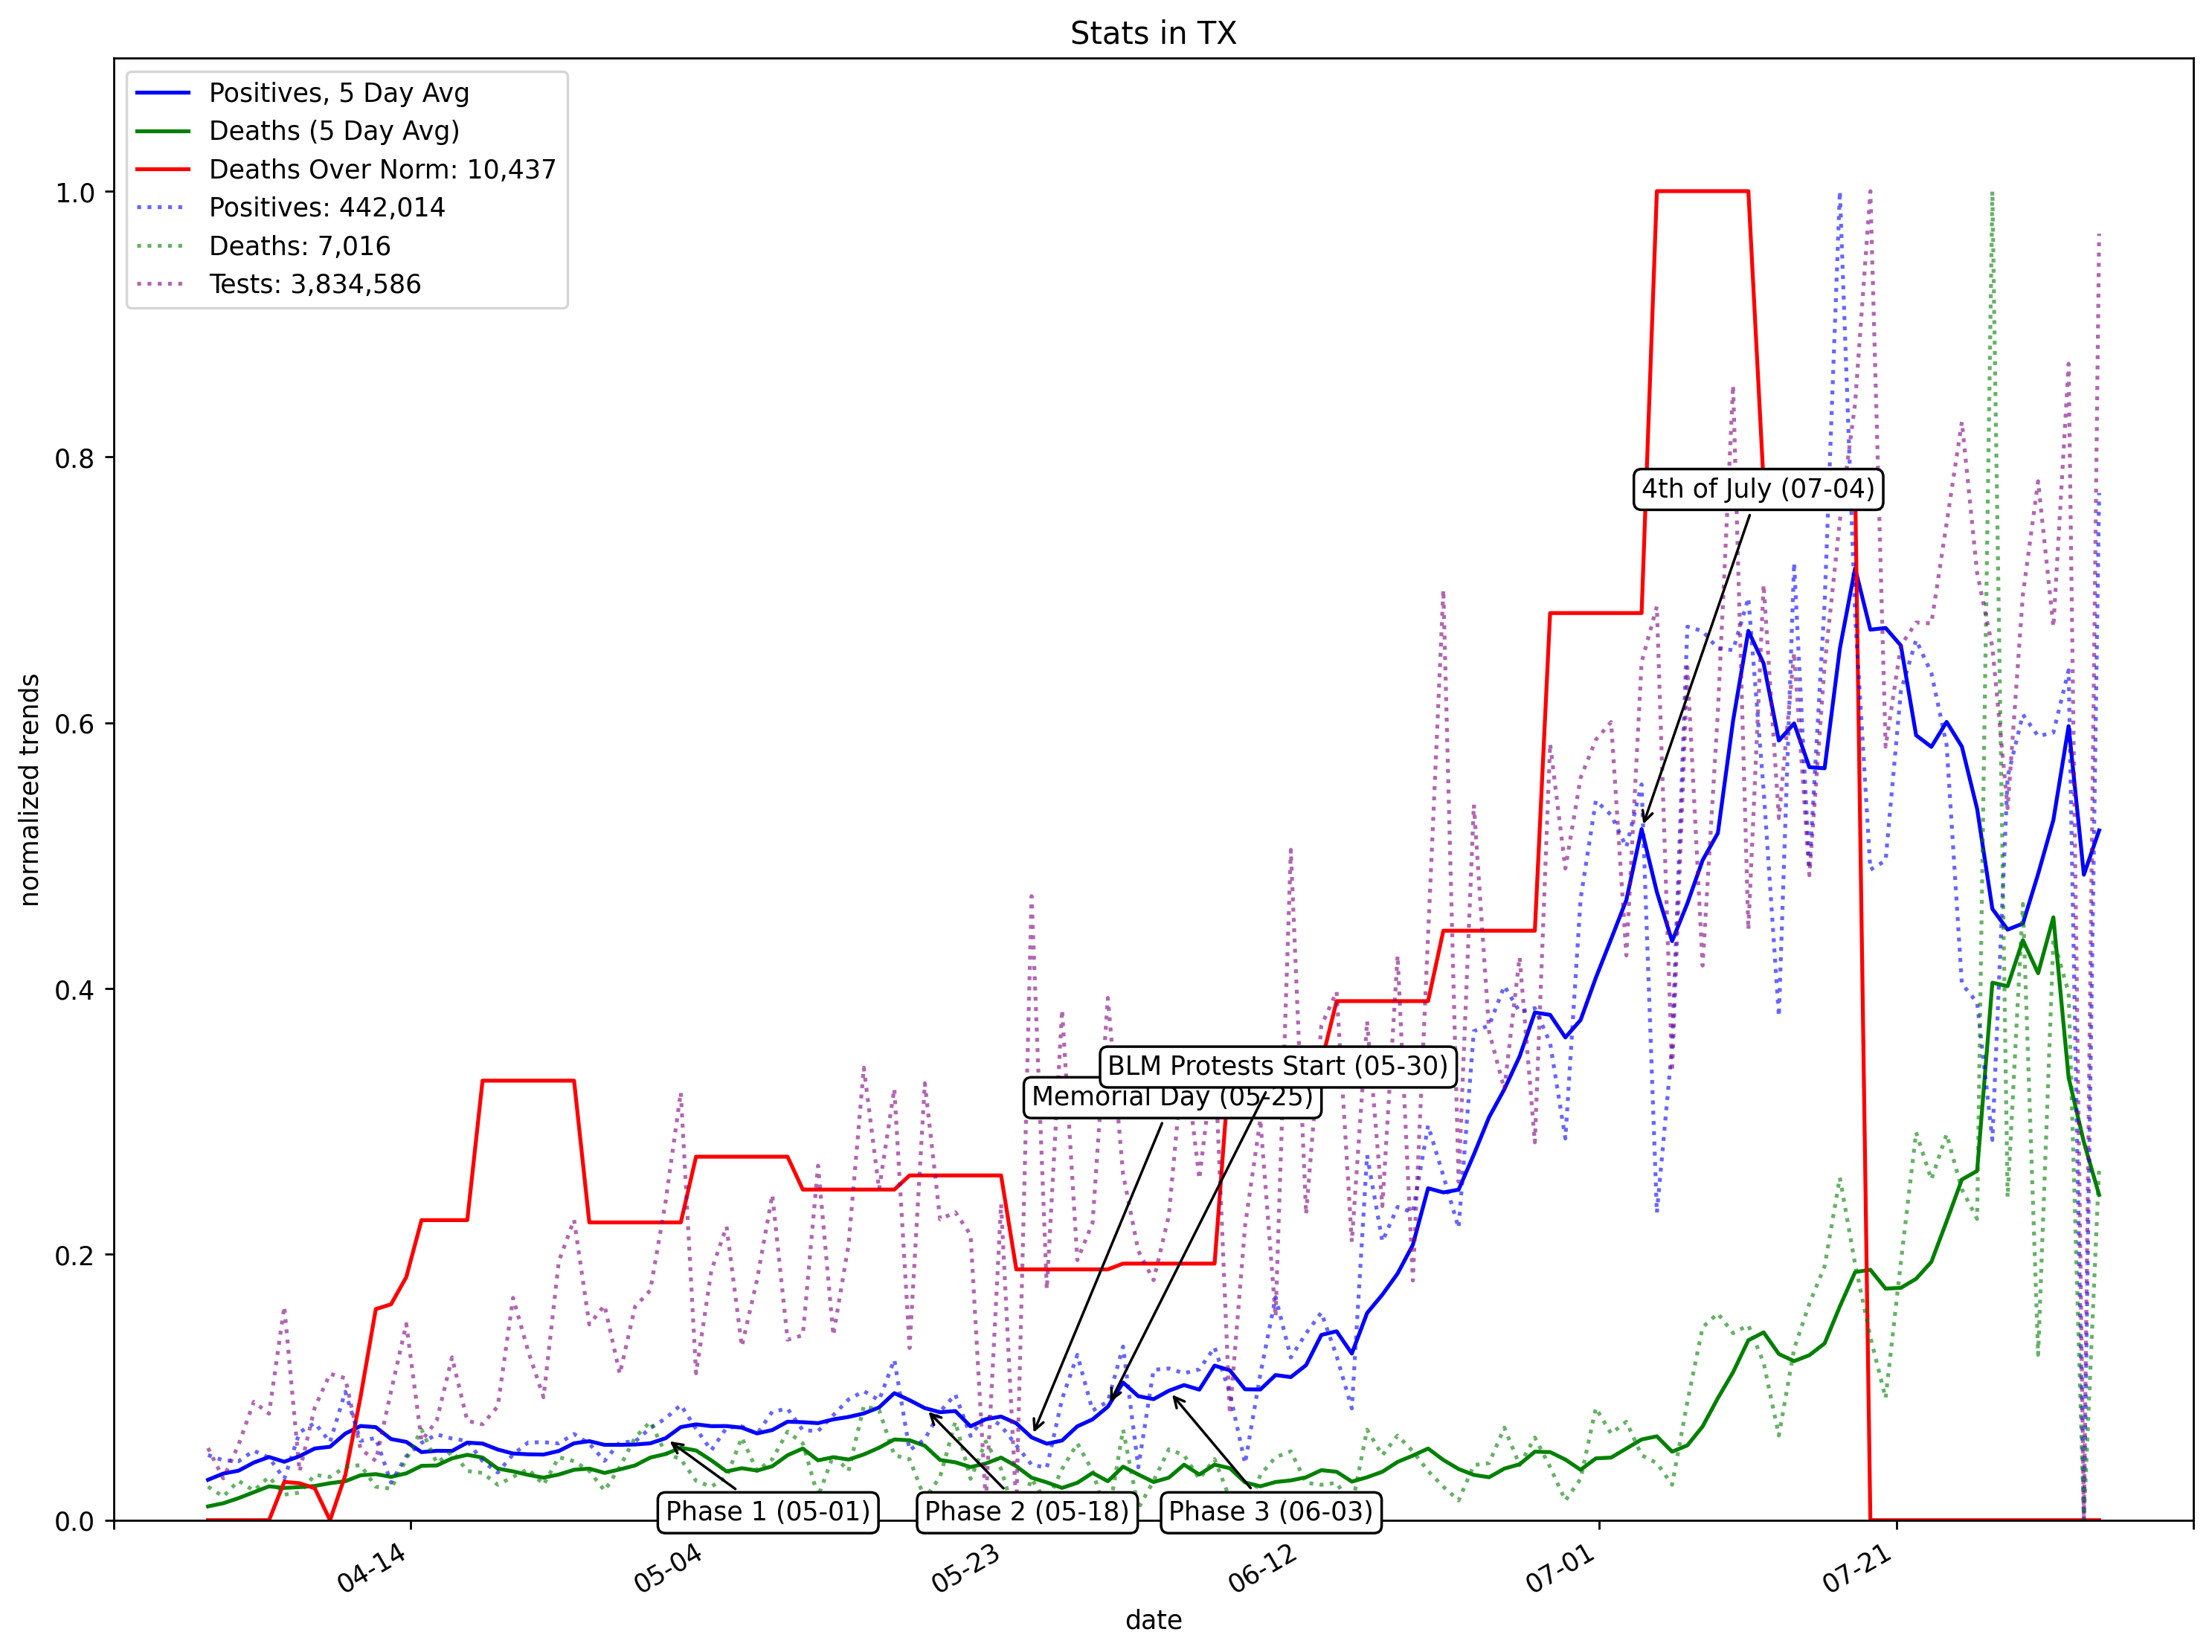 Stats in TX
Positives, 5 Day Avg
Deaths (5 Day Avg)
Deaths Over Norm: 10,437
Positives: 442,014
Deaths: 7,016
Tests: 3,834,586
1.0
0.8
0.6
0.4
0.2
0.0
normalized trends
4th of July (07-04)
BLM Protests Start (05-30)
Memorial Day (05-25)
Phase 1 (05-01)
Phase 2 (05-18)
Phase 3 (06-03)
04-14
05-04
05-23
06-12
07-01
07-21
date